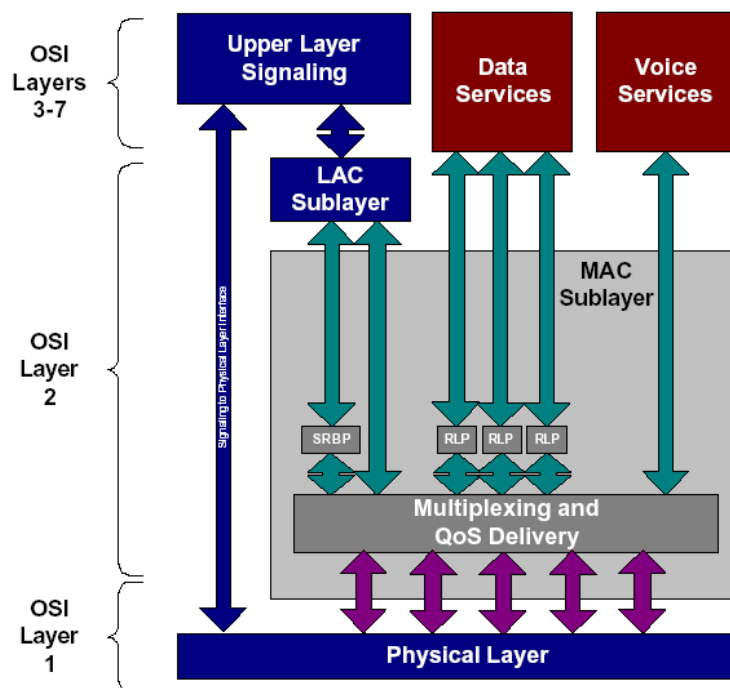 OSI
Layers
3-7
Upper Layer
Signaling
Data
Services
Voice
Services
LAC
Sublayer
MAC
Sublayer
OSI
Layer
2
Signaling to Physical Layer Interface
SRBP
RLP
RLP
RLP
Multiplexing and
QoS Delivery
OSI
Layer
1
Physical Layer